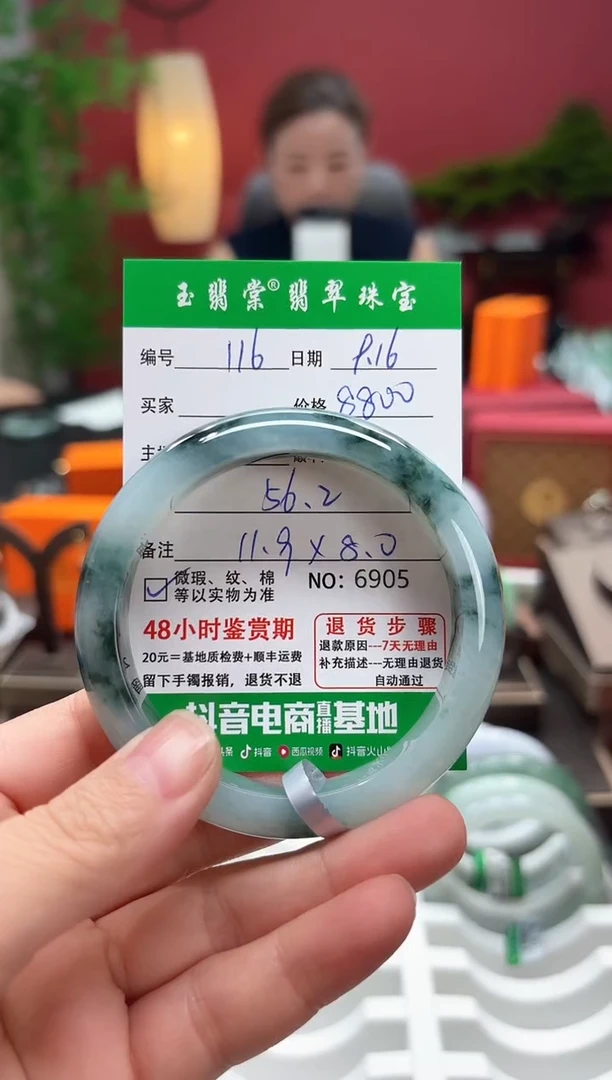 玉翡棠®翡翠珠宝
编号 116 日期 9.16
买家 价格 8800
56.2
备注 11.9×8.0
微瑕、纹、棉
等以实物为准
NO：6905
48小时鉴赏期
20元＝基地质检费+顺丰运费
留下手镯报销，退货不退
退货步骤
退款原因---7天无理由
补充描述---无理由退货
自动通过
抖音电商直播基地
头条 抖音 西瓜视频 抖音火山